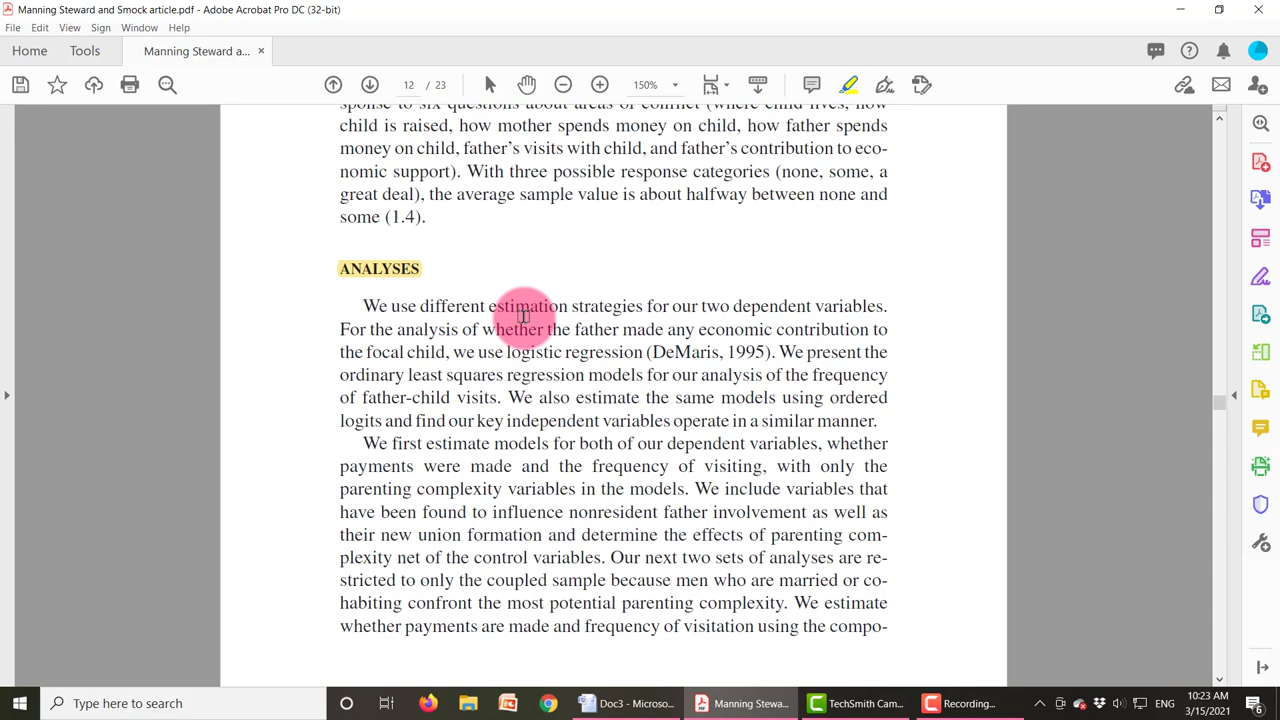 Manning Steward and Smock article.pdf - Adobe Acrobat Pro DC (32-bit)
File Edit View Sign Window Help
Home Tools Manning Steward a... ×
12 / 23 150%
sponse to six questions about areas of conflict (where child lives, how
child is raised, how mother spends money on child, how father spends
money on child, father's visits with child, and father's contribution to eco-
nomic support). With three possible response categories (none, some, a
great deal), the average sample value is about halfway between none and
some (1.4).
ANALYSES
We use different estimation strategies for our two dependent variables.
For the analysis of whether the father made any economic contribution to
the focal child, we use logistic regression (DeMaris, 1995). We present the
ordinary least squares regression models for our analysis of the frequency
of father-child visits. We also estimate the same models using ordered
logits and find our key independent variables operate in a similar manner.
We first estimate models for both of our dependent variables, whether
payments were made and the frequency of visiting, with only the
parenting complexity variables in the models. We include variables that
have been found to influence nonresident father involvement as well as
their new union formation and determine the effects of parenting com-
plexity net of the control variables. Our next two sets of analyses are re-
stricted to only the coupled sample because men who are married or co-
habiting confront the most potential parenting complexity. We estimate
whether payments are made and frequency of visitation using the compo-
Type here to search
Doc3 - Microso...
Manning Stewa...
TechSmith Cam...
Recording...
ENG
10:23 AM
3/15/2021
6